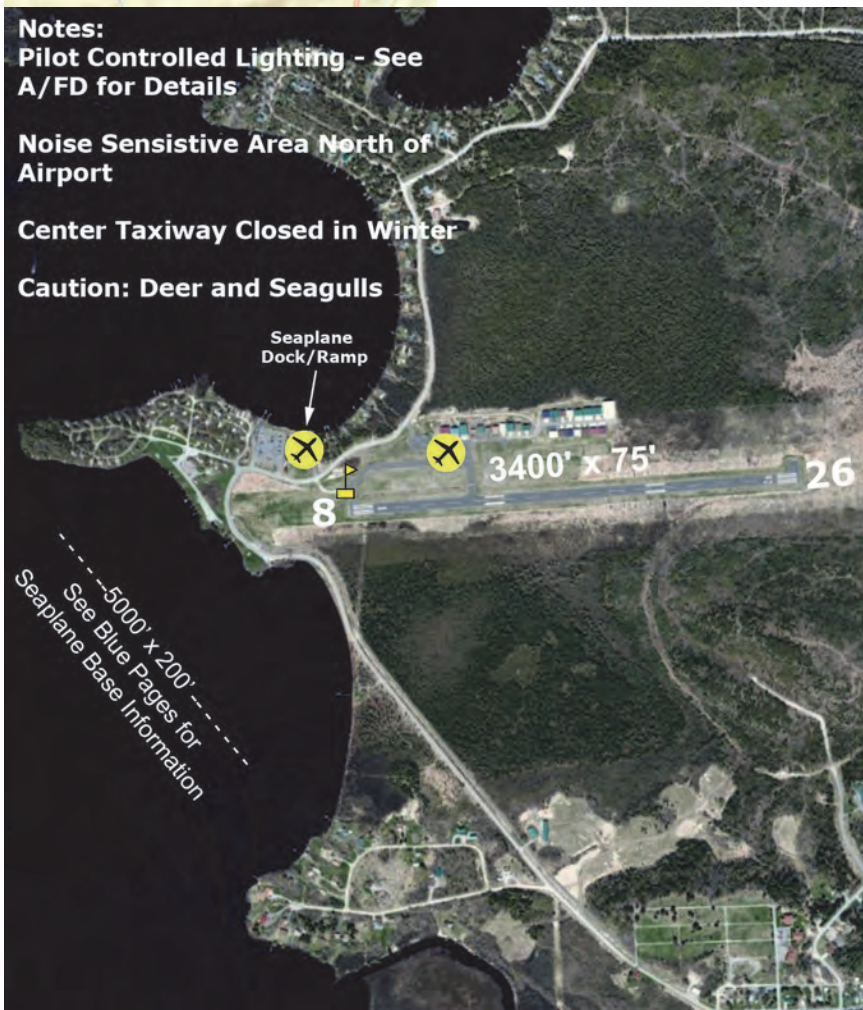 Notes:
Pilot Controlled Lighting - See
A/FD for Details
Noise Sensistive Area North of
Airport
Center Taxiway Closed in Winter
Caution: Deer and Seagulls
Seaplane
Dock/Ramp
3400' x 75'
26
8
5000' x 200'
See Blue Pages for
Seaplane Base Information